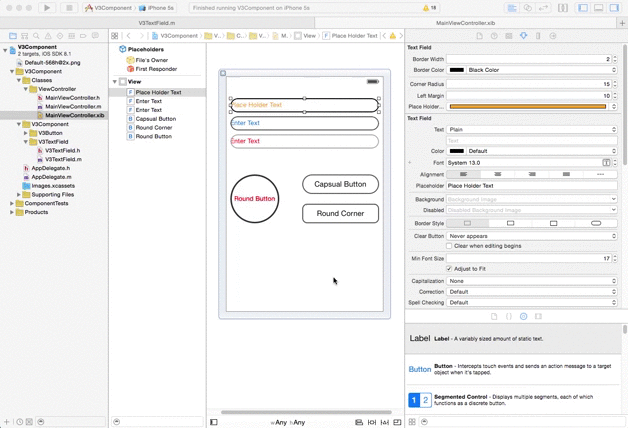 V3Component
iPhone 5s
Finished running V3Component on iPhone 5s
18
V3TextField.m
MainViewController.xib
V3Component
2 targets, iOS SDK 8.1
Default-568h@2x.png
V3Component
Classes
ViewController
MainViewController.h
MainViewController.m
MainViewController.xib
V3Component
V3Button
V3TextField
V3TextField.h
V3TextField.m
AppDelegate.h
AppDelegate.m
Images.xcassets
Supporting Files
ComponentTests
Products
Placeholders
File's Owner
First Responder
View
Place Holder Text
Enter Text
Enter Text
Capsual Button
Round Corner
Round Button
V3Component
V...
C...
V...
M...
View
Place Holder Text
Place Holder Text
Enter Text
Enter Text
Round Button
Capsual Button
Round Corner
wAny hAny
Text Field
Border Width 2
Border Color Black Color
Corner Radius 15
Left Margin 10
Place Holder...
Text Field
Text Plain
Text
Color Default
Font System 13.0
Alignment
Placeholder Place Holder Text
Background Background Image
Disabled Disabled Background Image
Border Style
Clear Button Never appears
Clear when editing begins
Min Font Size 17
Adjust to Fit
Capitalization None
Correction Default
Spell Checking Default
Label Label - A variably sized amount of static text.
Button Button - Intercepts touch events and sends an action message to a target
object when it's tapped.
1 2 Segmented Control - Displays multiple segments, each of which
functions as a discrete button.